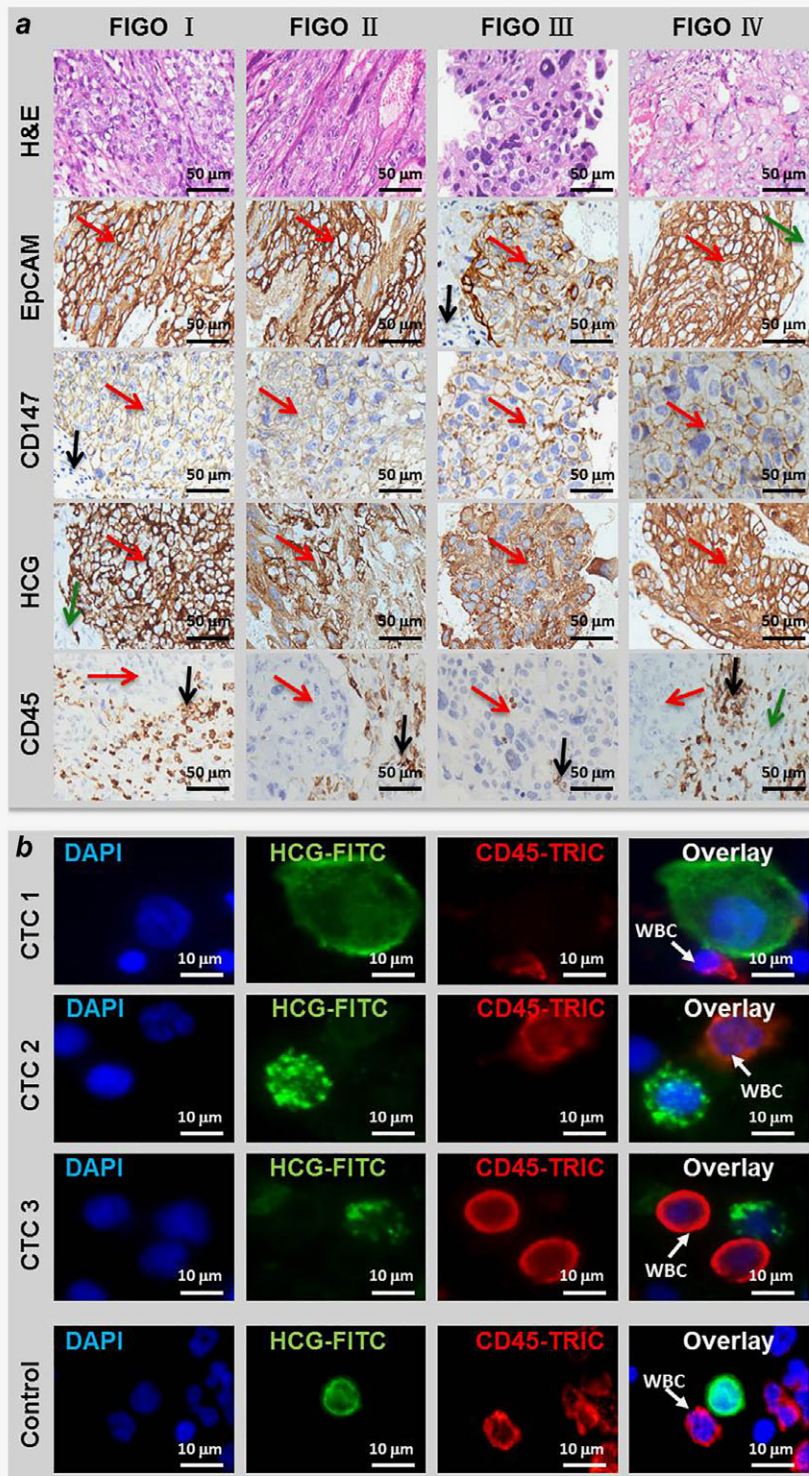 a FIGO Ⅰ FIGO Ⅱ FIGO Ⅲ FIGO Ⅳ
H&E 50 µm 50 µm 50 µm 50 µm
EpCAM 50 µm 50 µm 50 µm 50 µm
CD147 50 µm 50 µm 50 µm 50 µm
HCG 50 µm 50 µm 50 µm 50 µm
CD45 50 µm 50 µm 50 µm 50 µm
b DAPI HCG-FITC CD45-TRIC Overlay
CTC 1 WBC
10 µm 10 µm 10 µm 10 µm
DAPI HCG-FITC CD45-TRIC Overlay
CTC 2 WBC
10 µm 10 µm 10 µm 10 µm
DAPI HCG-FITC CD45-TRIC Overlay
CTC 3 WBC
10 µm 10 µm 10 µm 10 µm
DAPI HCG-FITC CD45-TRIC Overlay
Control WBC
10 µm 10 µm 10 µm 10 µm